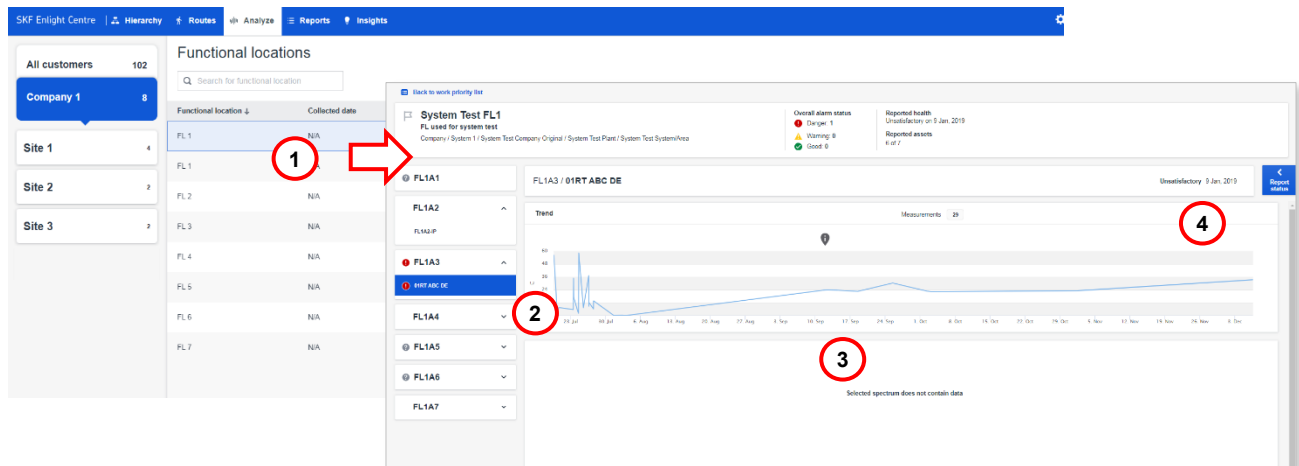 SKF Enlight Centre
Hierarchy
Routes
Analyze
Reports
Insights
All customers 102
Company 1 8
Site 1 4
Site 2 2
Site 3 2
Functional locations
Search for functional location
Functional location ↓ Collected date
FL 1 N/A
FL 1
FL 2 N/A
FL 3 N/A
FL 4 N/A
FL 5 N/A
FL 6 N/A
FL 7 N/A
1
Back to work priority list
System Test FL1
FL used for system test
Company / System 1 / System Test Company Original / System Test Plant / System Test SystemArea
Overall alarm status
Danger: 1
Warning: 0
Good: 0
Reported health
Unsatisfactory on 9 Jan. 2019
Reported assets
6 of 7
FL1A1
FL1A2
FL1A2-IP
FL1A3
01RT ABC DE
FL1A4
FL1A5
FL1A6
FL1A7
2
FL1A3 / 01RT ABC DE
Unsatisfactory 9 Jan. 2019
Report
status
4
Trend
Measurements 29
30 Jul 6 Aug 13 Aug 20 Aug 27 Aug 3 Sep 10 Sep 17 Sep 24 Sep 1 Oct 8 Oct 15 Oct 22 Oct 29 Oct 5 Nov 12 Nov 19 Nov 26 Nov 3 Dec
3
Selected spectrum does not contain data